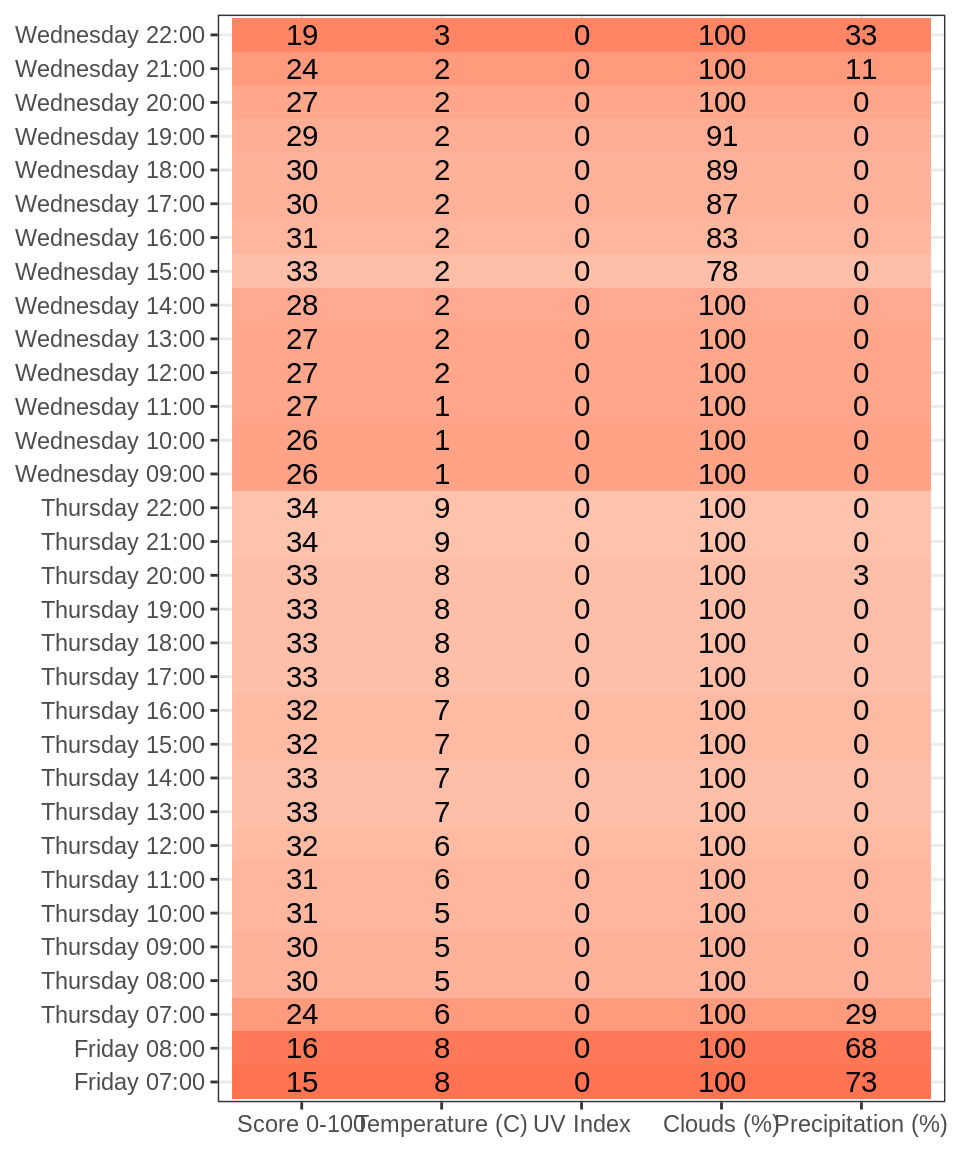 Wednesday 22:00 19 3 0 100 33
Wednesday 21:00 24 2 0 100 11
Wednesday 20:00 27 2 0 100 0
Wednesday 19:00 29 2 0 91 0
Wednesday 18:00 30 2 0 89 0
Wednesday 17:00 30 2 0 87 0
Wednesday 16:00 31 2 0 83 0
Wednesday 15:00 33 2 0 78 0
Wednesday 14:00 28 2 0 100 0
Wednesday 13:00 27 2 0 100 0
Wednesday 12:00 27 2 0 100 0
Wednesday 11:00 27 1 0 100 0
Wednesday 10:00 26 1 0 100 0
Wednesday 09:00 26 1 0 100 0
Thursday 22:00 34 9 0 100 0
Thursday 21:00 34 9 0 100 0
Thursday 20:00 33 8 0 100 3
Thursday 19:00 33 8 0 100 0
Thursday 18:00 33 8 0 100 0
Thursday 17:00 33 8 0 100 0
Thursday 16:00 32 7 0 100 0
Thursday 15:00 32 7 0 100 0
Thursday 14:00 33 7 0 100 0
Thursday 13:00 33 7 0 100 0
Thursday 12:00 32 6 0 100 0
Thursday 11:00 31 6 0 100 0
Thursday 10:00 31 5 0 100 0
Thursday 09:00 30 5 0 100 0
Thursday 08:00 30 5 0 100 0
Thursday 07:00 24 6 0 100 29
Friday 08:00 16 8 0 100 68
Friday 07:00 15 8 0 100 73
Score 0-100 Temperature (C) UV Index Clouds (%) Precipitation (%)